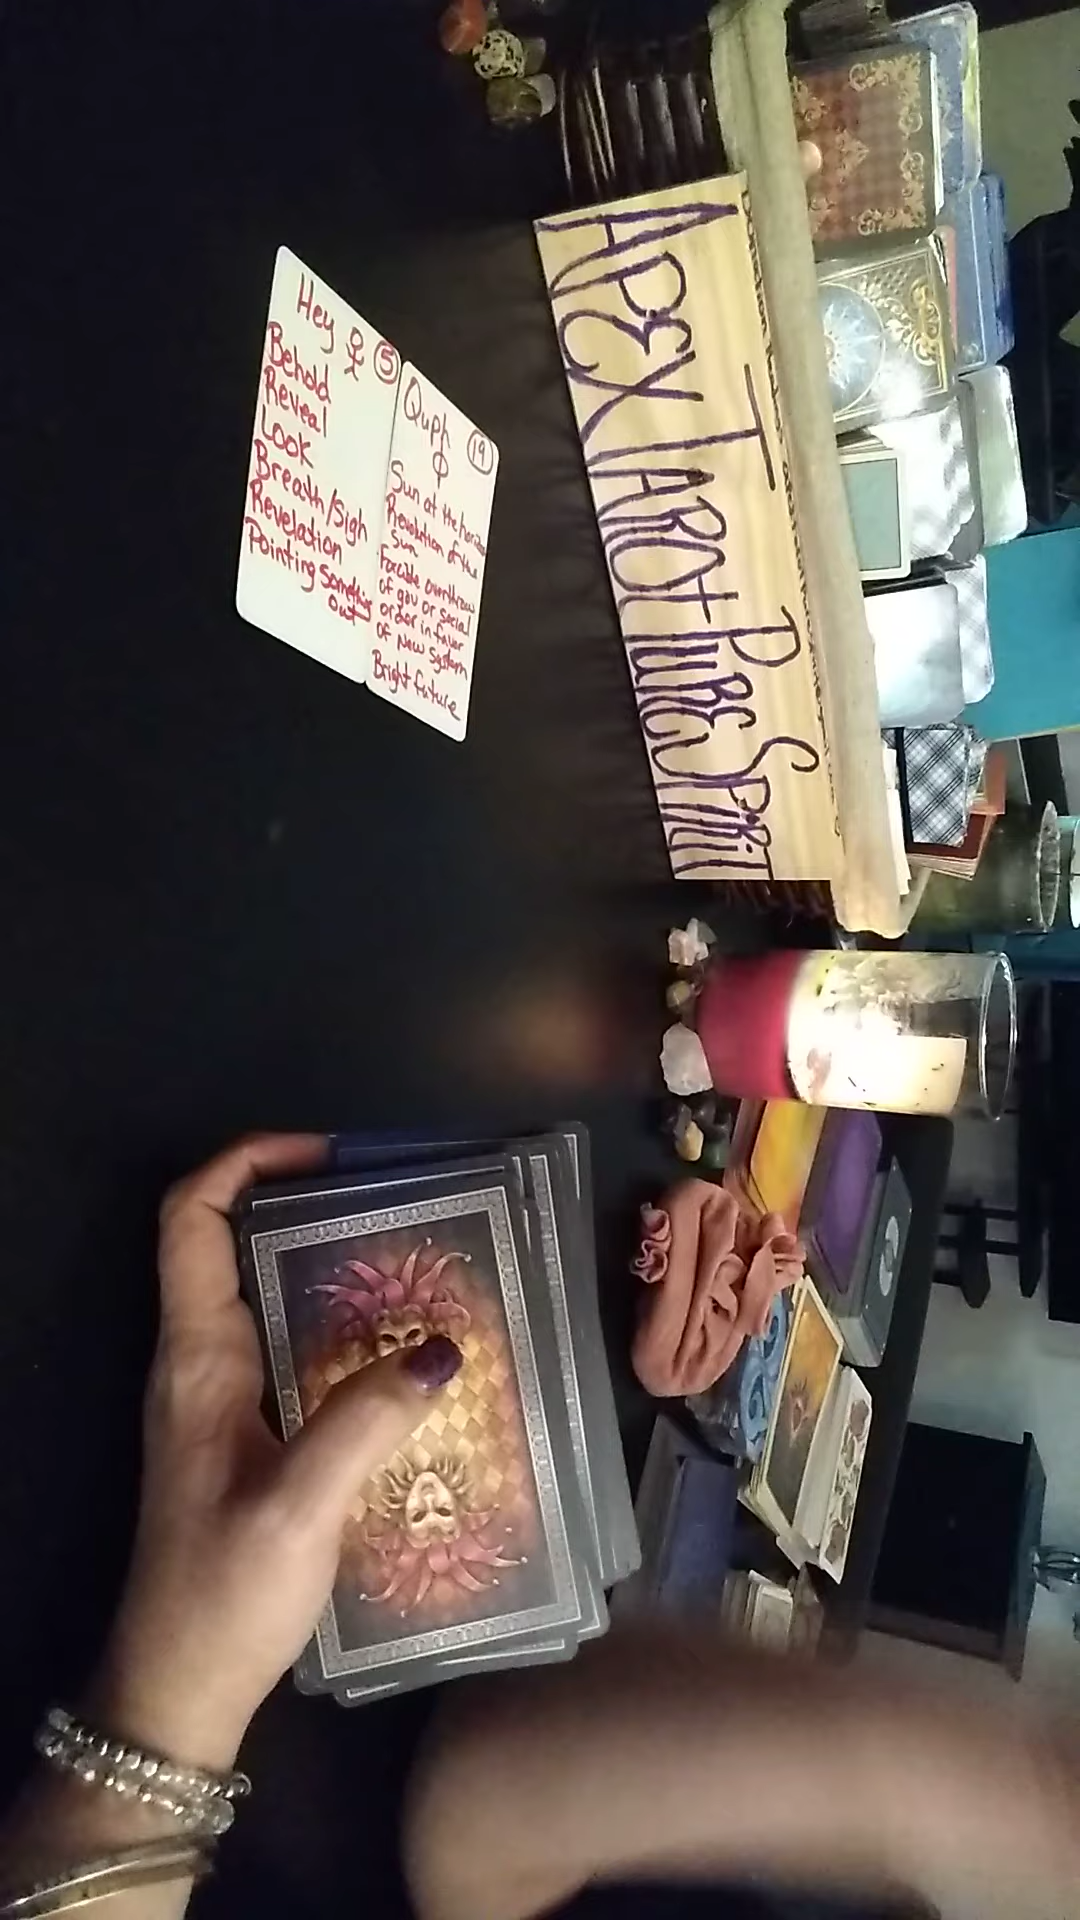 APEX TAROT PURE SPIRIT
Hey
5
Behold
Reveal
Look
Breath/Sigh
Revelation
Pointing something
out
19
Quph
Sun at the horizon
Revolution of the
sun
Forcible overthrow
of gov or social
order in favor
of new system
Bright future